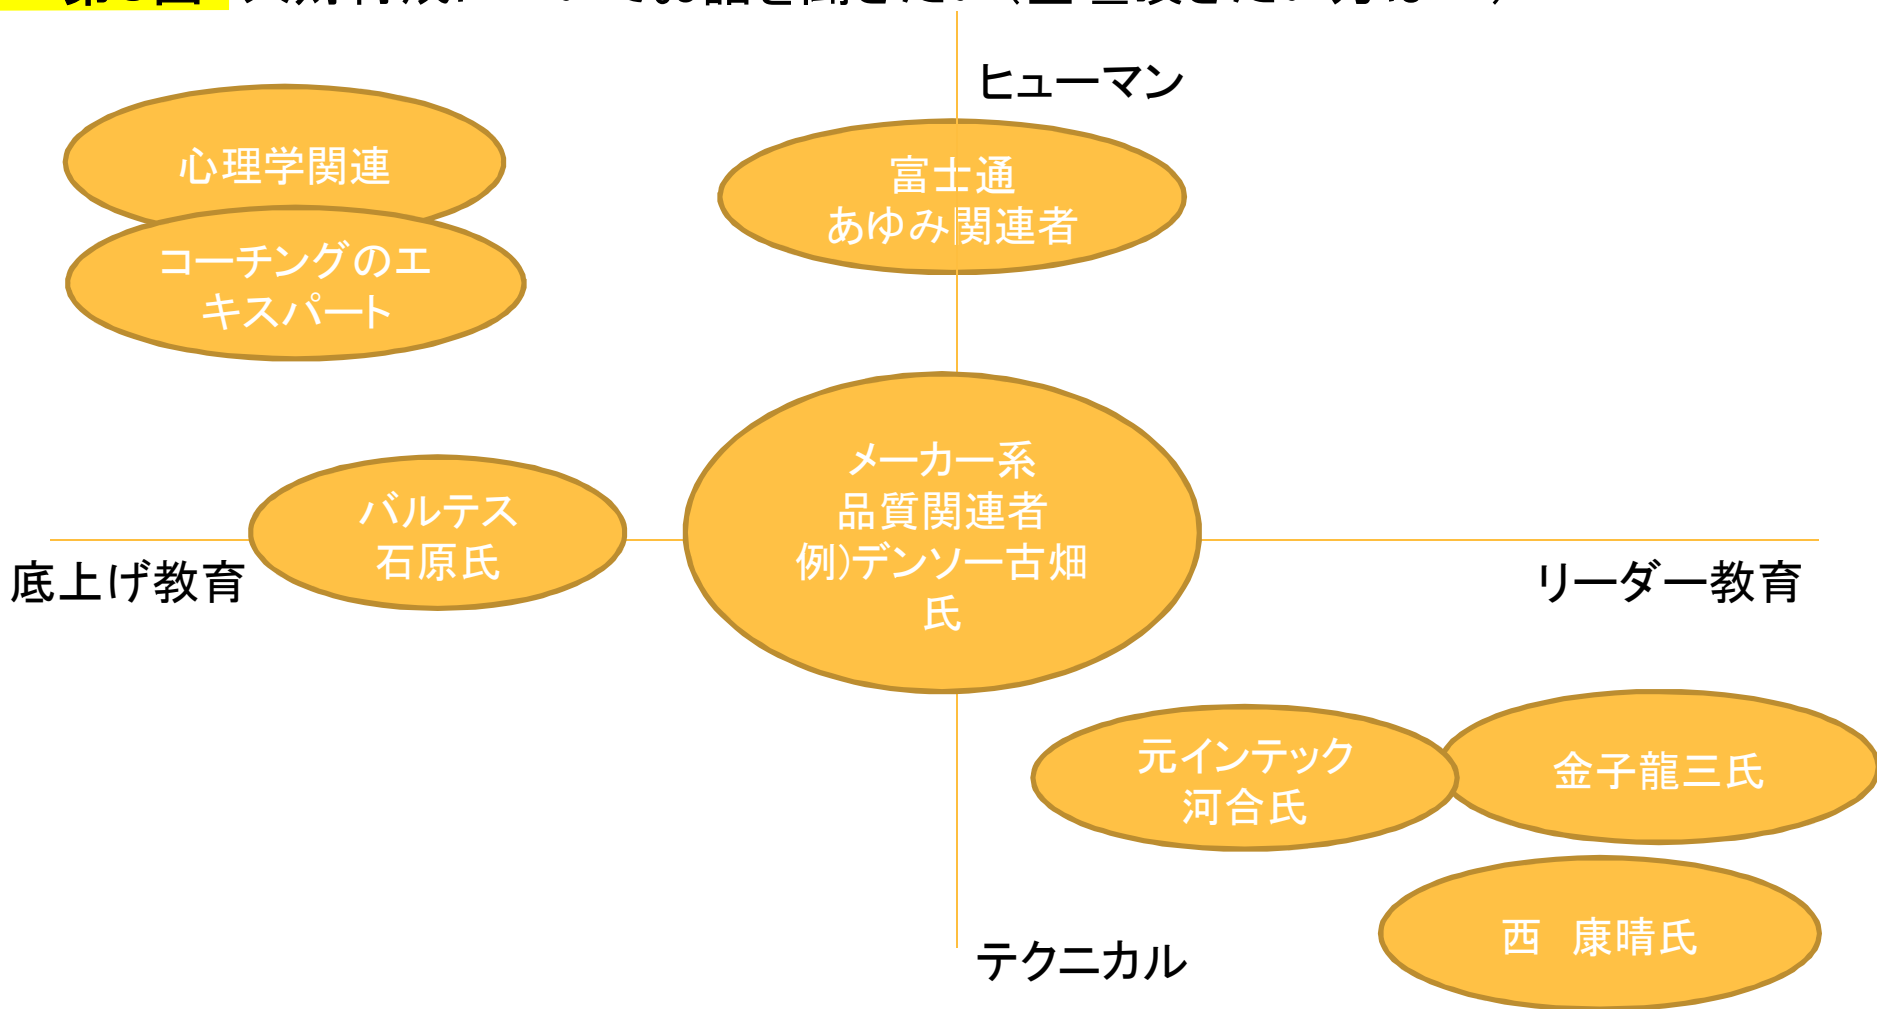 ヒューマン
心理学関連
富士通
あゆみ関連者
コーチングのエ
キスパート
メーカー系
品質関連者
例)デンソー古畑
氏
バルテス
石原氏
底上げ教育
リーダー教育
元インテック
河合氏
金子龍三氏
西　康晴氏
テクニカル